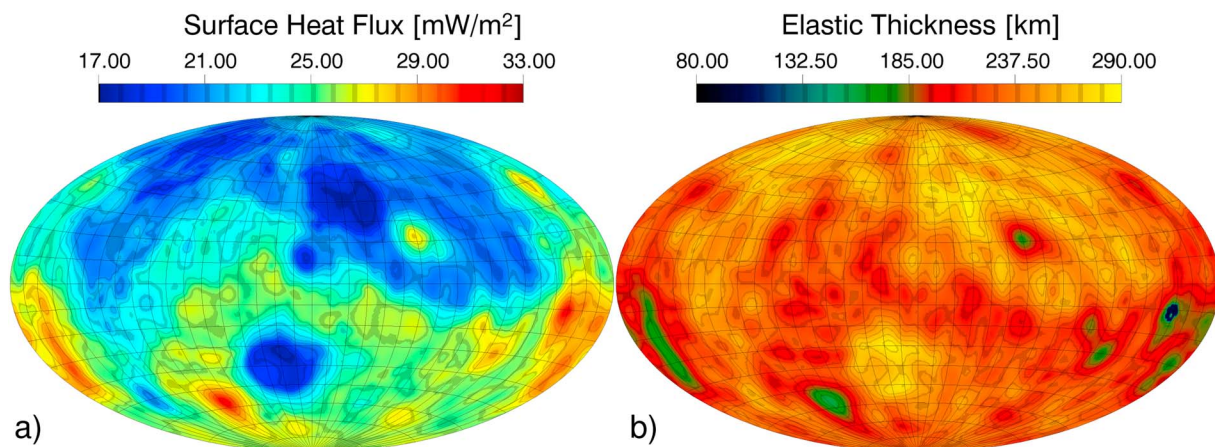 Surface Heat Flux [mW/m²]
17.00 21.00 25.00 29.00 33.00
Elastic Thickness [km]
80.00 132.50 185.00 237.50 290.00
a)
b)